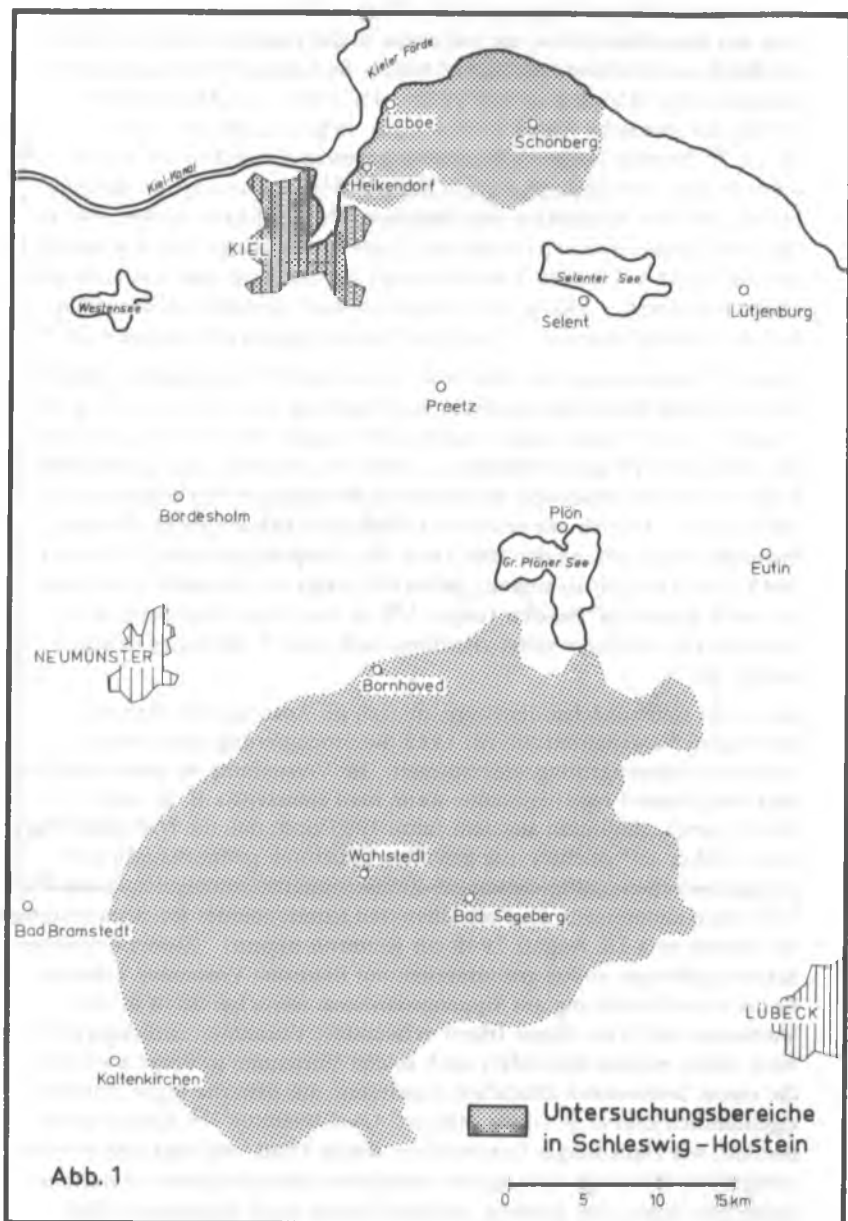 Kieler Förde
Laboe
Schönberg
Kiel-Kanal
Heikendorf
KIEL
Selenter See
Westensee
Selent
Lütjenburg
Preetz
Bordesholm
Plön
Gr. Plöner See
Eutin
NEUMÜNSTER
Bornhöved
Wahlstedt
Bad Segeberg
Bad Bramstedt
LÜBECK
Kaltenkirchen
Untersuchungsbereiche
in Schleswig-Holstein
Abb. 1
0 5 10 15 km